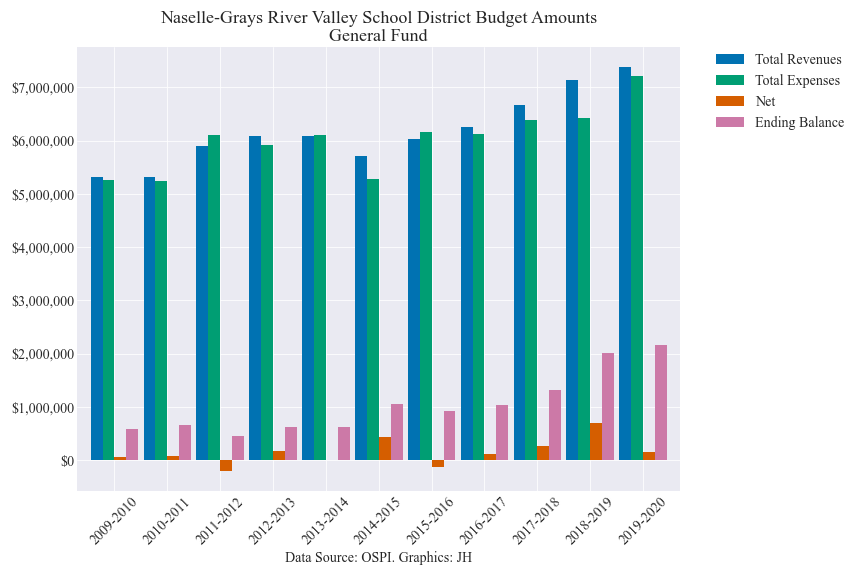 Naselle-Grays River Valley School District Budget Amounts
General Fund
Total Revenues
Total Expenses
Net
Ending Balance
$7,000,000
$6,000,000
$5,000,000
$4,000,000
$3,000,000
$2,000,000
$1,000,000
$0
2009-2010
2010-2011
2011-2012
2012-2013
2013-2014
2014-2015
2015-2016
2016-2017
2017-2018
2018-2019
2019-2020
Data Source: OSPI. Graphics: JH